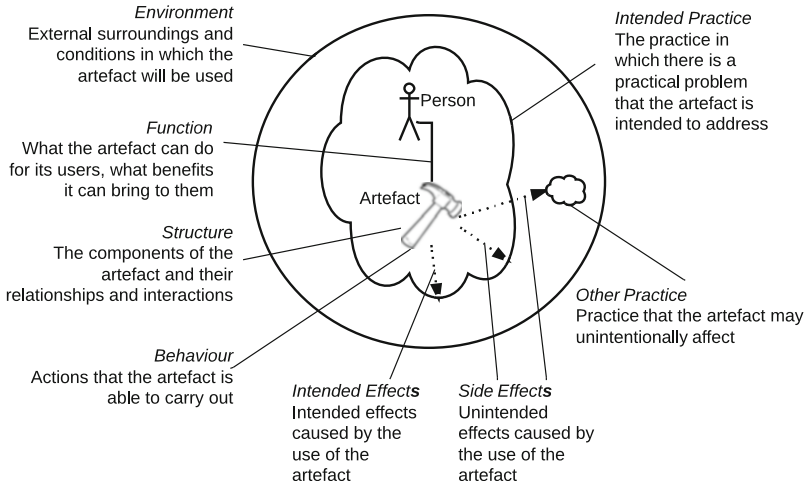 Environment
External surroundings and
conditions in which the
artefact will be used
Function
What the artefact can do
for its users, what benefits
it can bring to them
Structure
The components of the
artefact and their
relationships and interactions
Behaviour
Actions that the artefact is
able to carry out
Person
Artefact
Intended Practice
The practice in
which there is a
practical problem
that the artefact is
intended to address
Other Practice
Practice that the artefact may
unintentionally affect
Intended Effects
Intended effects
caused by the
use of the
artefact
Side Effects
Unintended
effects caused by
the use of the
artefact